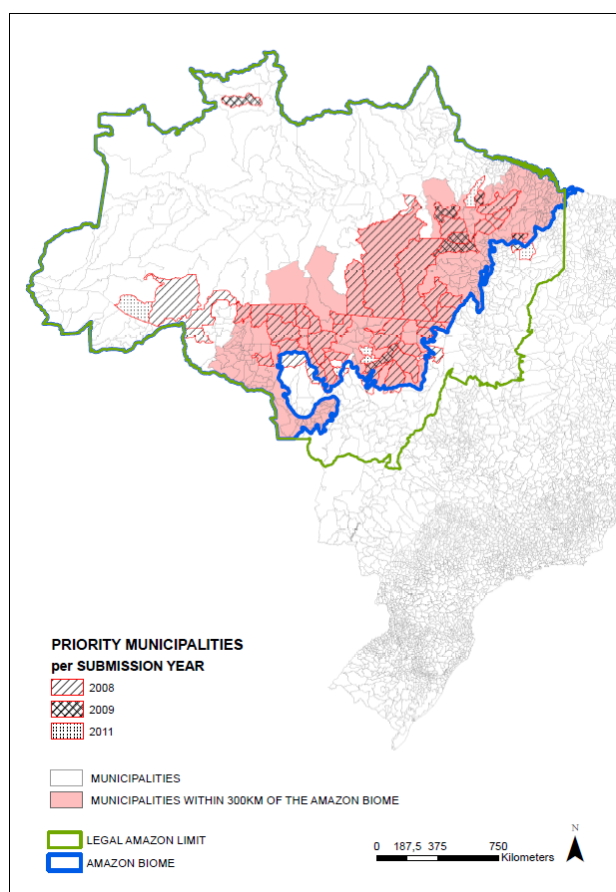 PRIORITY MUNICIPALITIES
per SUBMISSION YEAR
2008
2009
2011
MUNICIPALITIES
MUNICIPALITIES WITHIN 300KM OF THE AMAZON BIOME
LEGAL AMAZON LIMIT
AMAZON BIOME
N
0 187,5 375 750
Kilometers